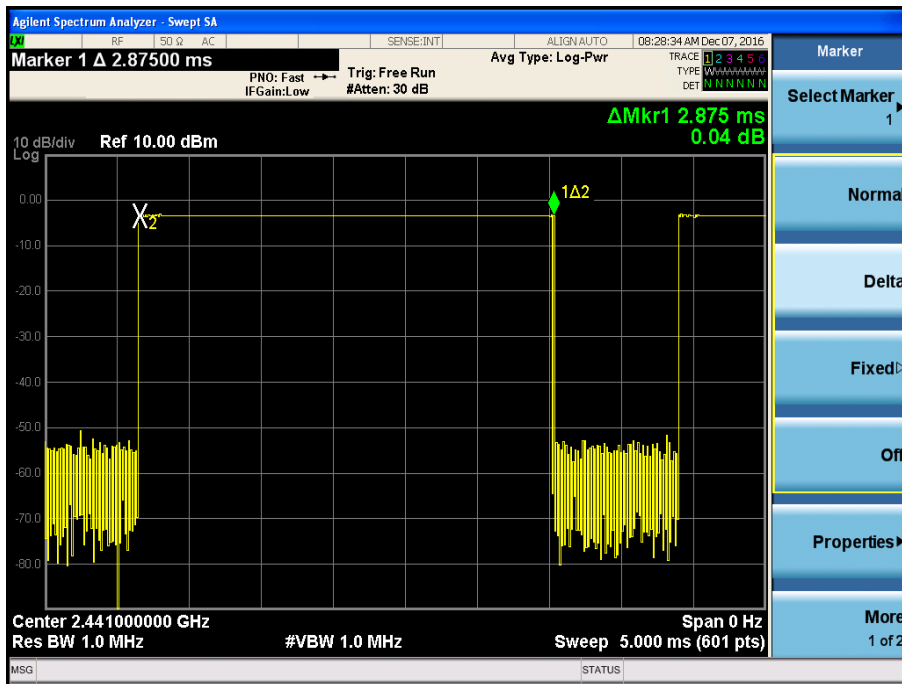 Agilent Spectrum Analyzer - Swept SA
LXI RF 50 Ω AC SENSE:INT ALIGN AUTO 08:28:34 AM Dec 07, 2016
Marker 1 Δ 2.87500 ms
PNO: Fast
IFGain:Low
Trig: Free Run
#Atten: 30 dB
Avg Type: Log-Pwr
TRACE 1 2 3 4 5 6
TYPE
DET N N N N N N
ΔMkr1 2.875 ms
0.04 dB
10 dB/div Ref 10.00 dBm
Log
0.00
-10.0
-20.0
-30.0
-40.0
-50.0
-60.0
-70.0
-80.0
2
1Δ2
Center 2.441000000 GHz Span 0 Hz
Res BW 1.0 MHz #VBW 1.0 MHz Sweep 5.000 ms (601 pts)
MSG STATUS
Marker
Select Marker
1
Normal
Delta
Fixed
Off
Properties
More
1 of 2